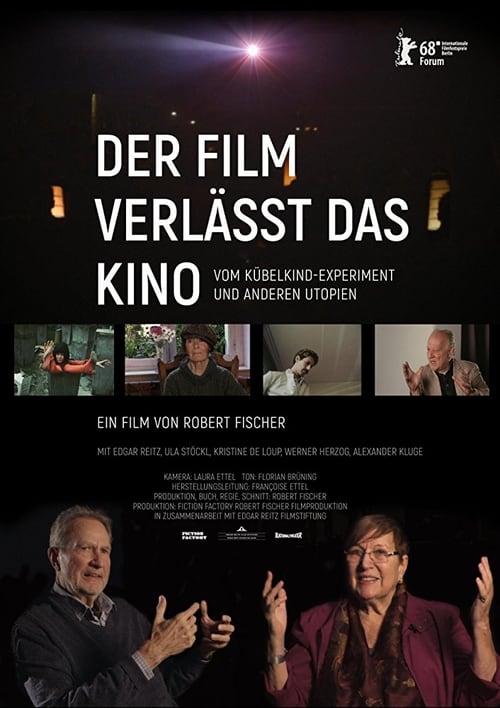 68
Internationale
Filmfestspiele
Berlin
Forum
DER FILM
VERLÄSST DAS
KINO
VOM KÜBELKIND-EXPERIMENT
UND ANDEREN UTOPIEN
EIN FILM VON ROBERT FISCHER
MIT EDGAR REITZ, ULA STÖCKL, KRISTINE DE LOUP, WERNER HERZOG, ALEXANDER KLUGE
KAMERA: LAURA ETTEL TON: FLORIAN BRÜNING
HERSTELLUNGSLEITUNG: FRANÇOISE ETTEL
PRODUKTION, BUCH, REGIE, SCHNITT: ROBERT FISCHER
PRODUKTION: FICTION FACTORY ROBERT FISCHER FILMPRODUKTION
IN ZUSAMMENARBEIT MIT EDGAR REITZ FILMSTIFTUNG
FICTION
FACTORY